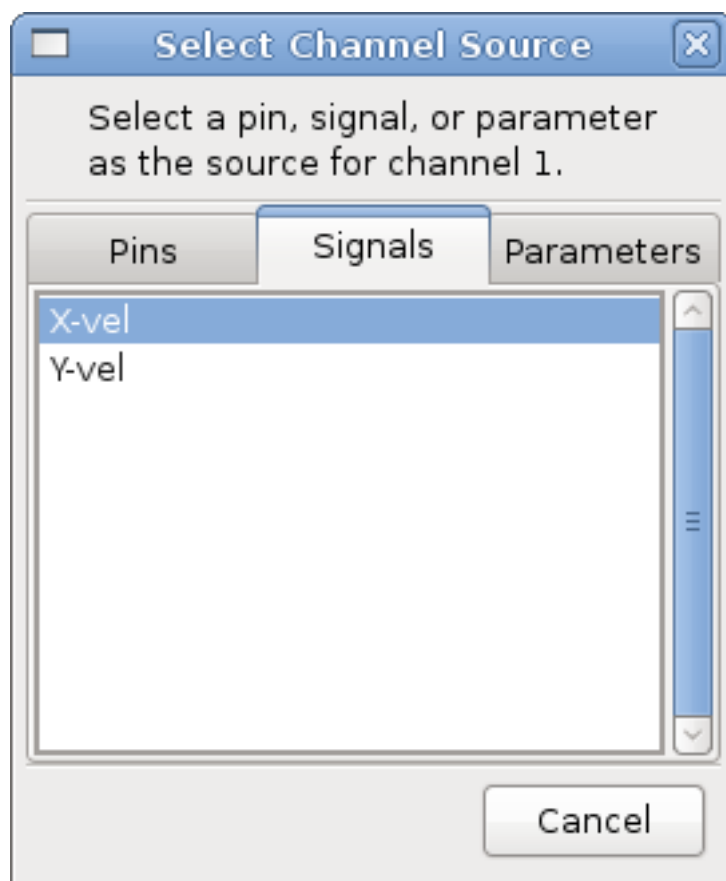 Select Channel Source
Select a pin, signal, or parameter
as the source for channel 1.
Pins Signals Parameters
X-vel
Y-vel
Cancel